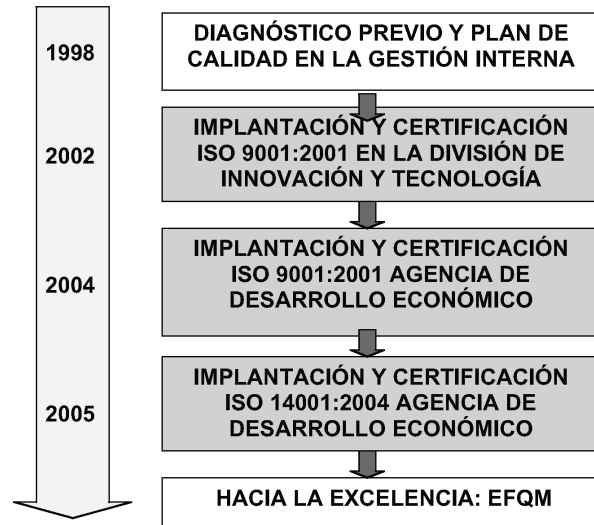 1998
DIAGNÓSTICO PREVIO Y PLAN DE
CALIDAD EN LA GESTIÓN INTERNA
2002
IMPLANTACIÓN Y CERTIFICACIÓN
ISO 9001:2001 EN LA DIVISIÓN DE
INNOVACIÓN Y TECNOLOGÍA
2004
IMPLANTACIÓN Y CERTIFICACIÓN
ISO 9001:2001 AGENCIA DE
DESARROLLO ECONÓMICO
2005
IMPLANTACIÓN Y CERTIFICACIÓN
ISO 14001:2004 AGENCIA DE
DESARROLLO ECONÓMICO
HACIA LA EXCELENCIA: EFQM